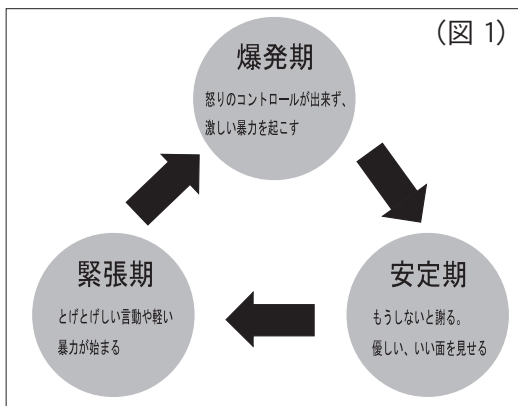 (図 1)
爆発期
怒りのコントロールが出来ず、
激しい暴力を起こす
緊張期
とげとげしい言動や軽い
暴力が始まる
安定期
もうしないと謝る。
優しい、いい面を見せる